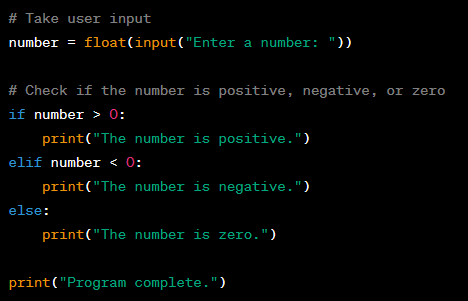 # Take user input
number = float(input("Enter a number: "))

# Check if the number is positive, negative, or zero
if number > 0:
    print("The number is positive.")
elif number < 0:
    print("The number is negative.")
else:
    print("The number is zero.")

print("Program complete.")